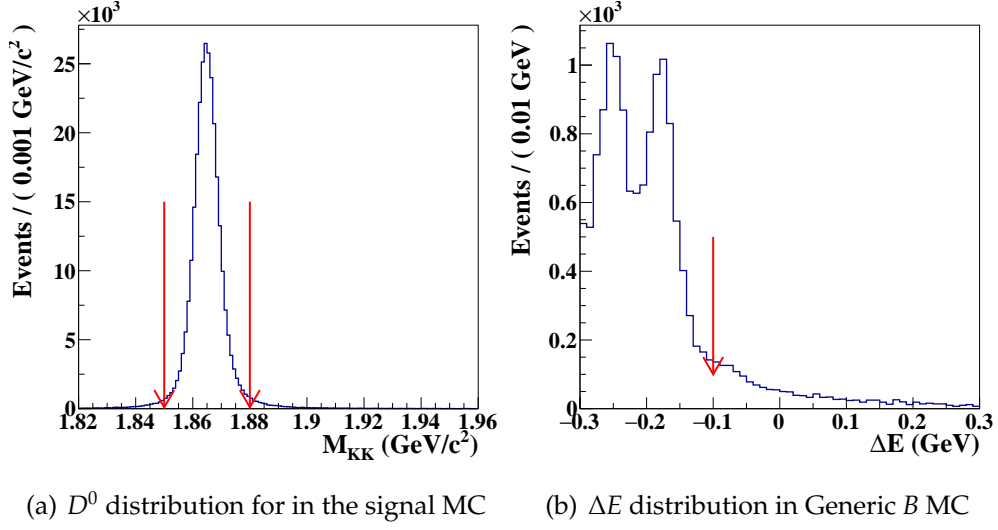 ×10³
Events / ( 0.001 GeV/c²)
25
20
15
10
5
0
1.82 1.84 1.86 1.88 1.9 1.92 1.94 1.96
M_KK (GeV/c²)
(a) D⁰ distribution for in the signal MC
×10³
Events / ( 0.01 GeV)
1
0.8
0.6
0.4
0.2
0
−0.3 −0.2 −0.1 0 0.1 0.2 0.3
ΔE (GeV)
(b) ΔE distribution in Generic B MC